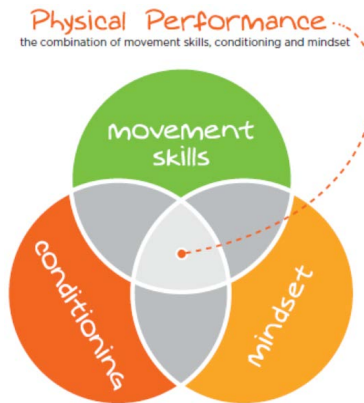 Physical Performance
the combination of movement skills, conditioning and mindset
movement
skills
conditioning
mindset